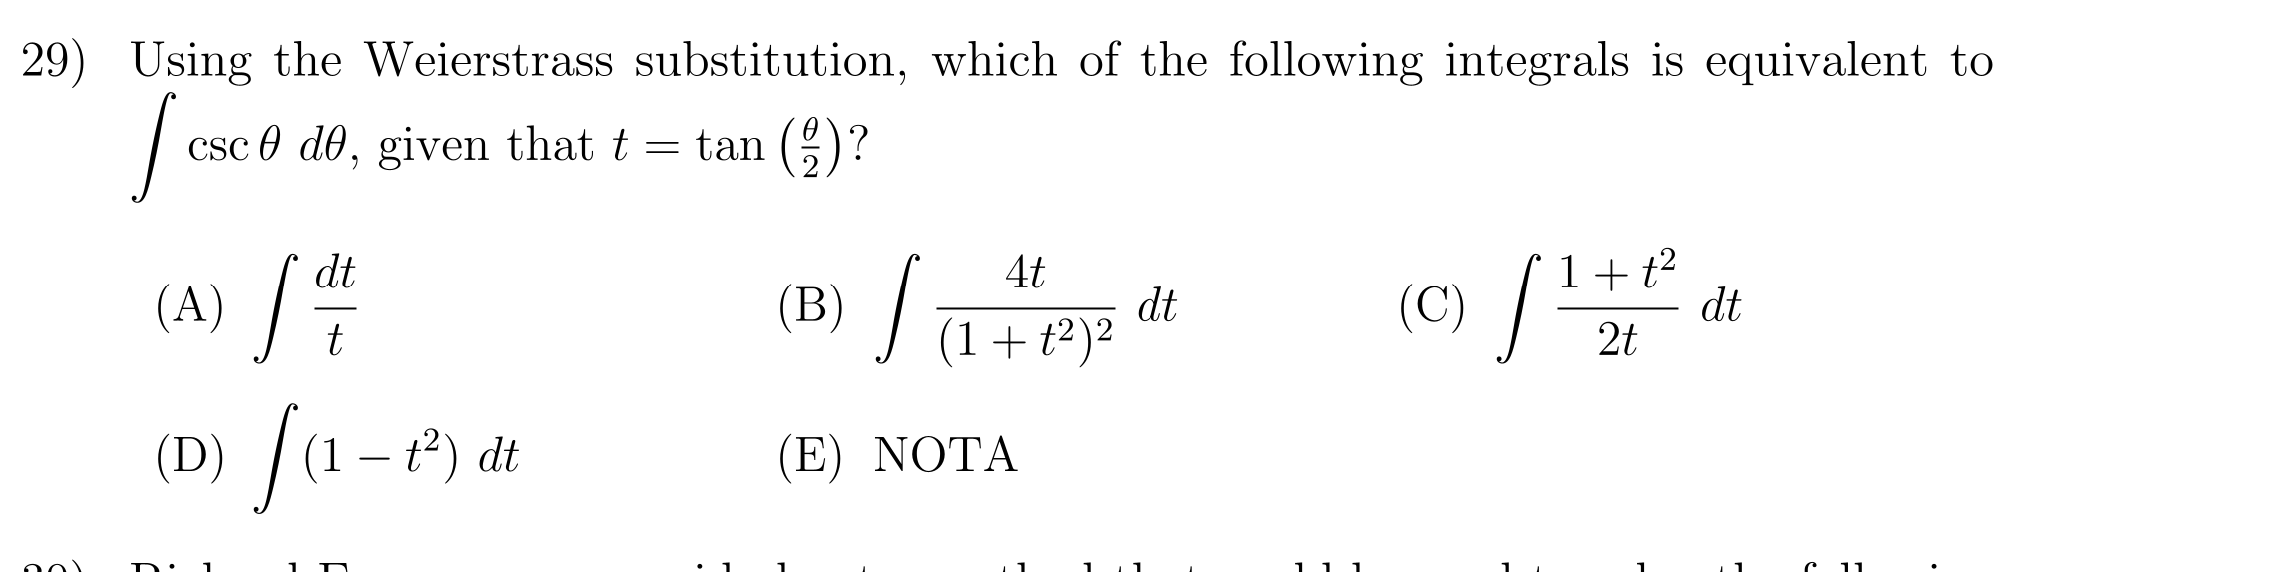 29) Using the Weierstrass substitution, which of the following integrals is equivalent to
∫ csc θ dθ, given that t = tan (θ/2)?
(A) ∫ dt/t (B) ∫ 4t/(1 + t²)² dt (C) ∫ (1 + t²)/2t dt
(D) ∫ (1 − t²) dt (E) NOTA